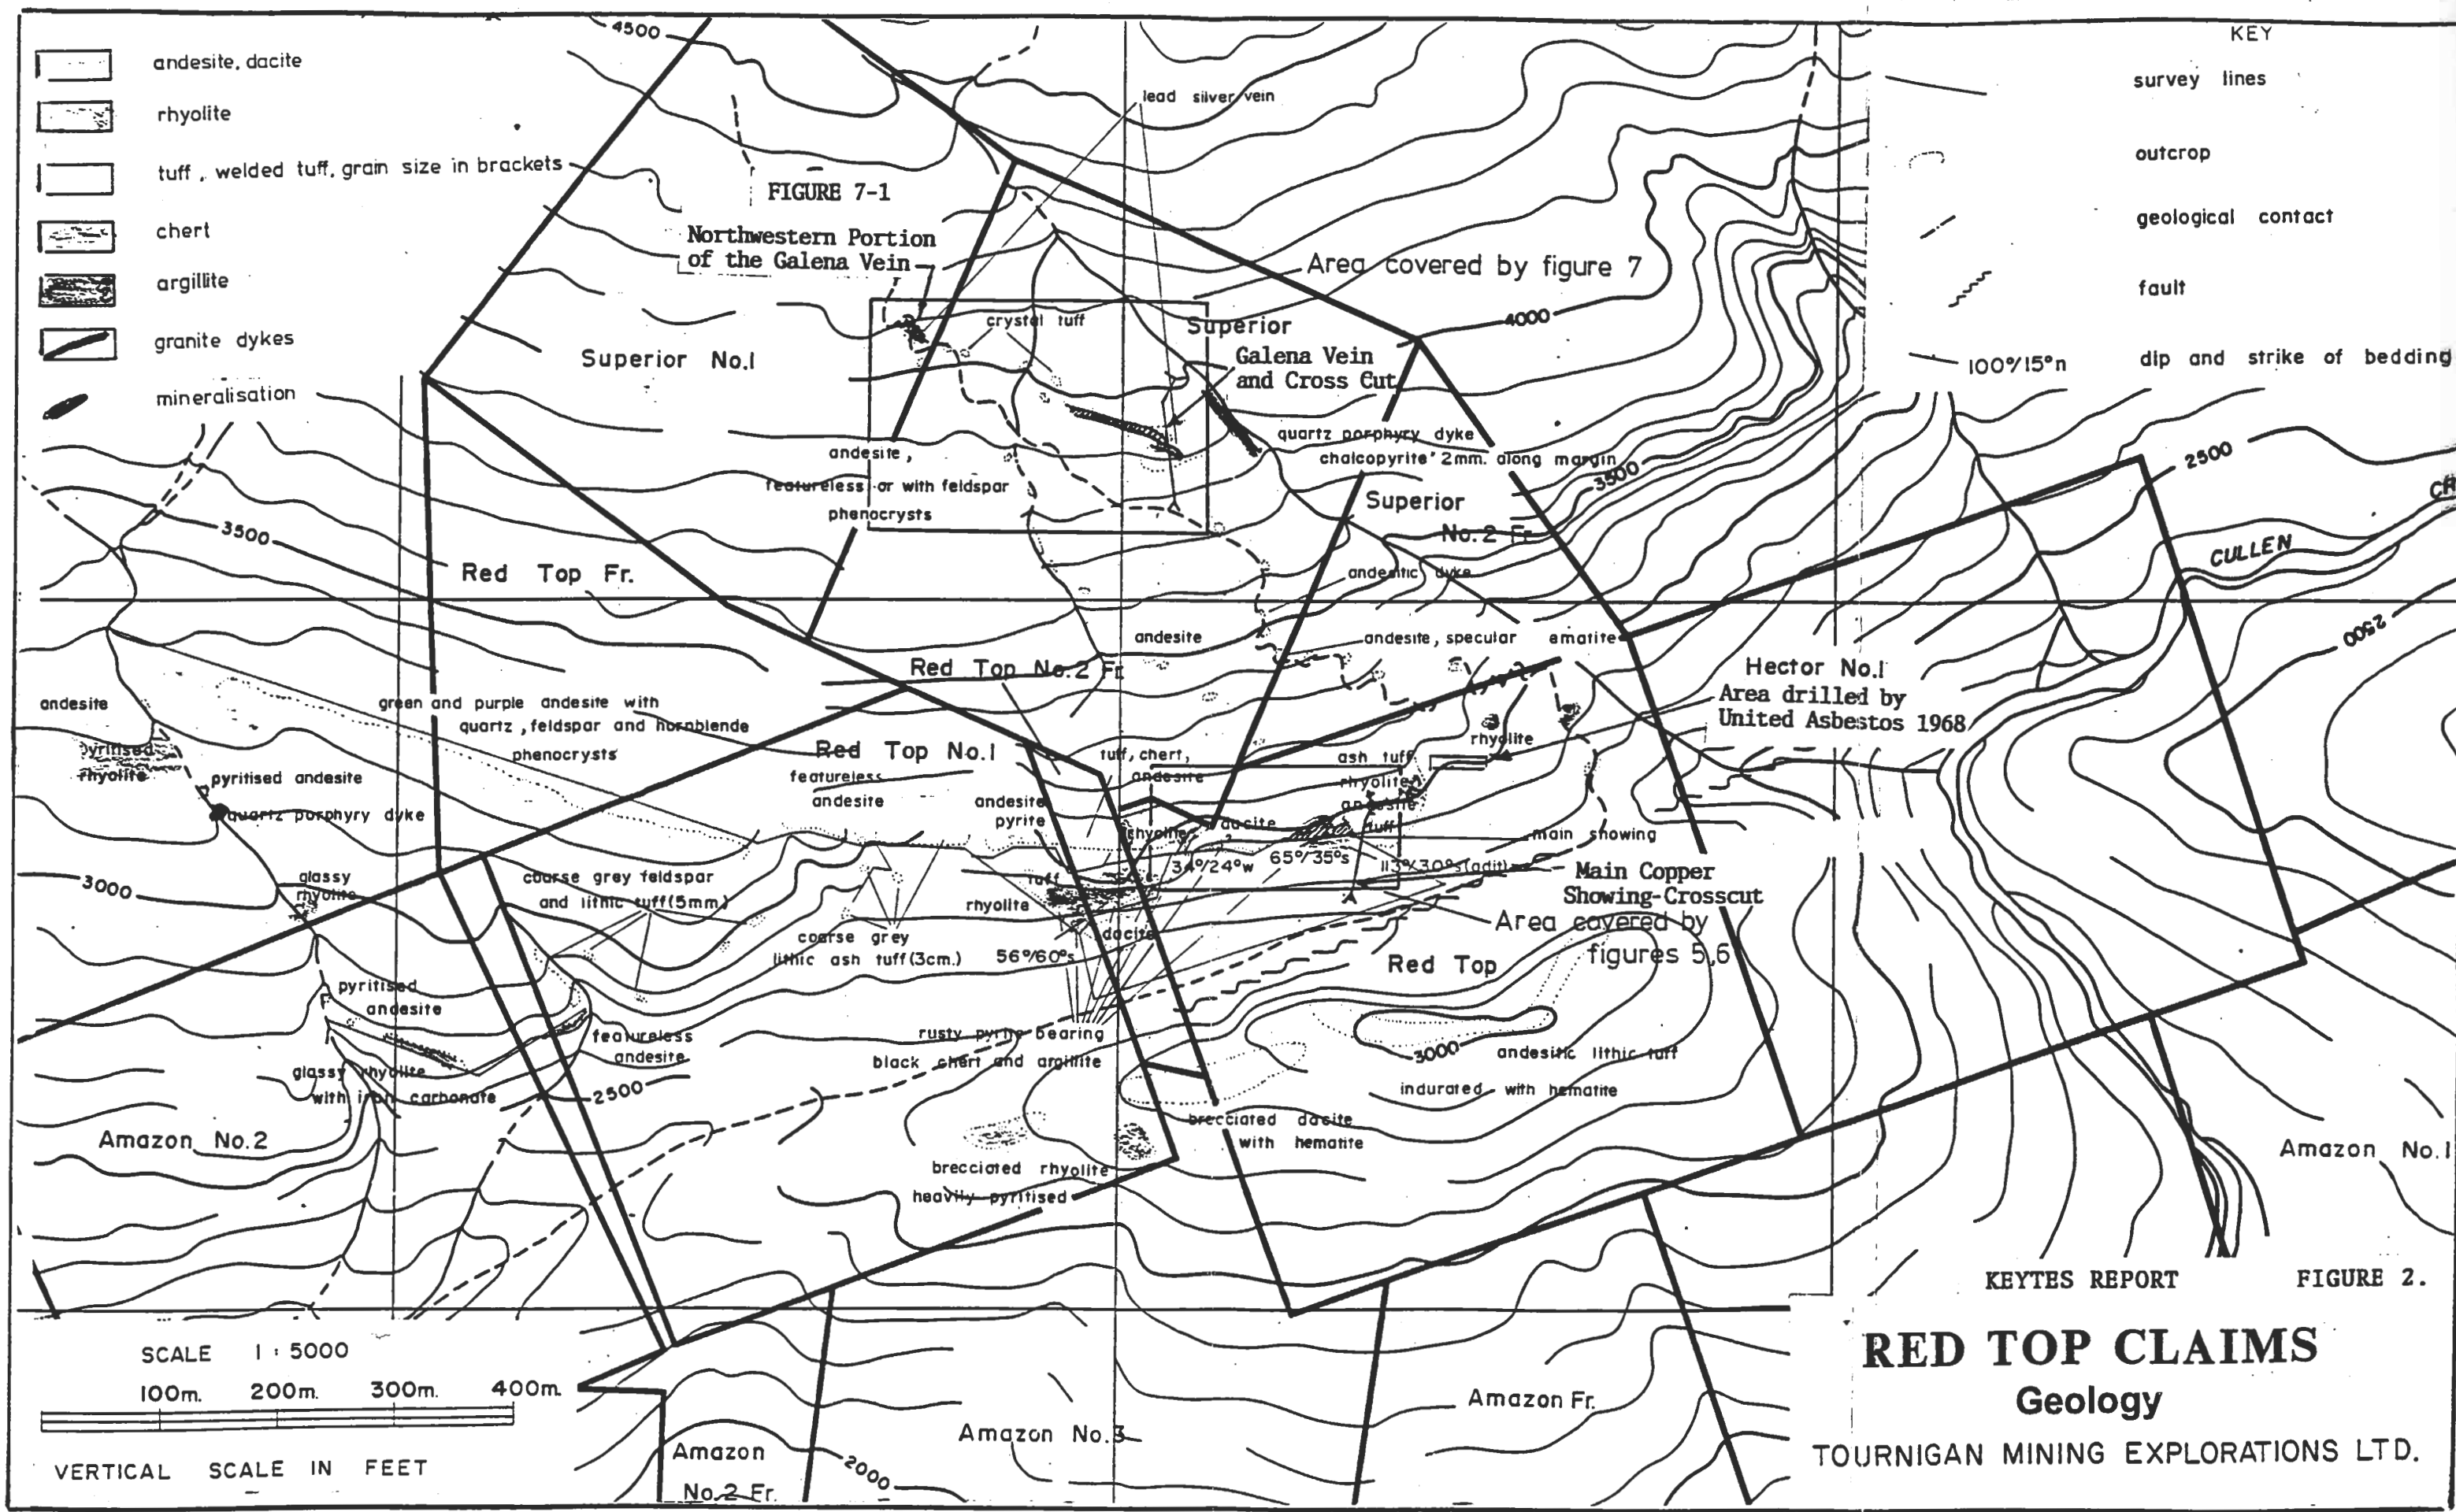 andesite, dacite
rhyolite
tuff, welded tuff, grain size in brackets
chert
argillite
granite dykes
mineralisation
KEY
survey lines
outcrop
geological contact
fault
100°/15°n
dip and strike of bedding
4500
lead silver vein
FIGURE 7-1
Northwestern Portion
of the Galena Vein
Area covered by figure 7
4000
crystal tuff
Superior
Galena Vein
and Cross Cut
Superior No.1
quartz porphyry dyke
chalcopyrite 2mm. along margin
3500
andesite,
featureless or with feldspar
phenocrysts
Superior
No. 2 Fr.
2500
CULLEN
2500
3500
Red Top Fr.
andesitic dyke
andesite
andesite, specular ematite
Red Top No.2 Fr.
Hector No.1
Area drilled by
United Asbestos 1968
andesite
green and purple andesite with
quartz, feldspar and hornblende
phenocrysts
pyritised
rhyolite
pyritised andesite
quartz porphyry dyke
Red Top No.1
featureless
andesite
andesite
pyrite
tuff, chert,
andesite
ash tuff
rhyolite
rhyolite
andesite
tuff
dacite
rhyolite
main showing
34°/24°w
65°/35°s
113°/30°s (adit)
Main Copper
Showing-Crosscut
Area covered by
figures 5,6
3000
glassy
rhyolite
coarse grey feldspar
and lithic tuff (5mm)
tuff
rhyolite
dacite
coarse grey
lithic ash tuff (3cm.)
56°/60°s
Red Top
pyritised
andesite
featureless
andesite
rusty pyrite bearing
black chert and argillite
3000
andesitic lithic tuff
indurated with hematite
glassy rhyolite
with iron carbonate
2500
brecciated dacite
with hematite
Amazon No.2
brecciated rhyolite
heavily pyritised
Amazon No.1
KEYTES REPORT
FIGURE 2.
RED TOP CLAIMS
Geology
TOURNIGAN MINING EXPLORATIONS LTD.
SCALE 1 : 5000
100m. 200m. 300m. 400m.
VERTICAL SCALE IN FEET
Amazon
No.2 Fr.
2000
Amazon No.3
Amazon Fr.